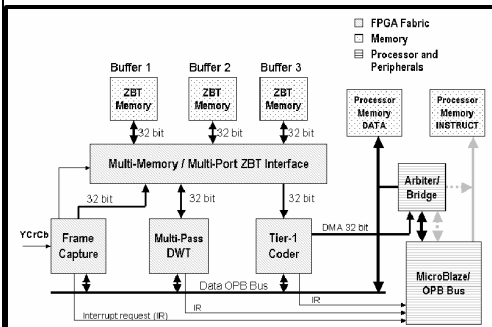 FPGA Fabric
Memory
Processor and
Peripherals
Buffer 1
Buffer 2
Buffer 3
ZBT
Memory
ZBT
Memory
ZBT
Memory
Processor
Memory
DATA
Processor
Memory
INSTRUCT
32 bit
32 bit
32 bit
Multi-Memory / Multi-Port ZBT Interface
Arbiter/
Bridge
32 bit
32 bit
32 bit
DMA 32 bit
YCrCb
Frame
Capture
Multi-Pass
DWT
Tier-1
Coder
MicroBlaze/
OPB Bus
Data OPB Bus
IR
IR
Interrupt request (IR)